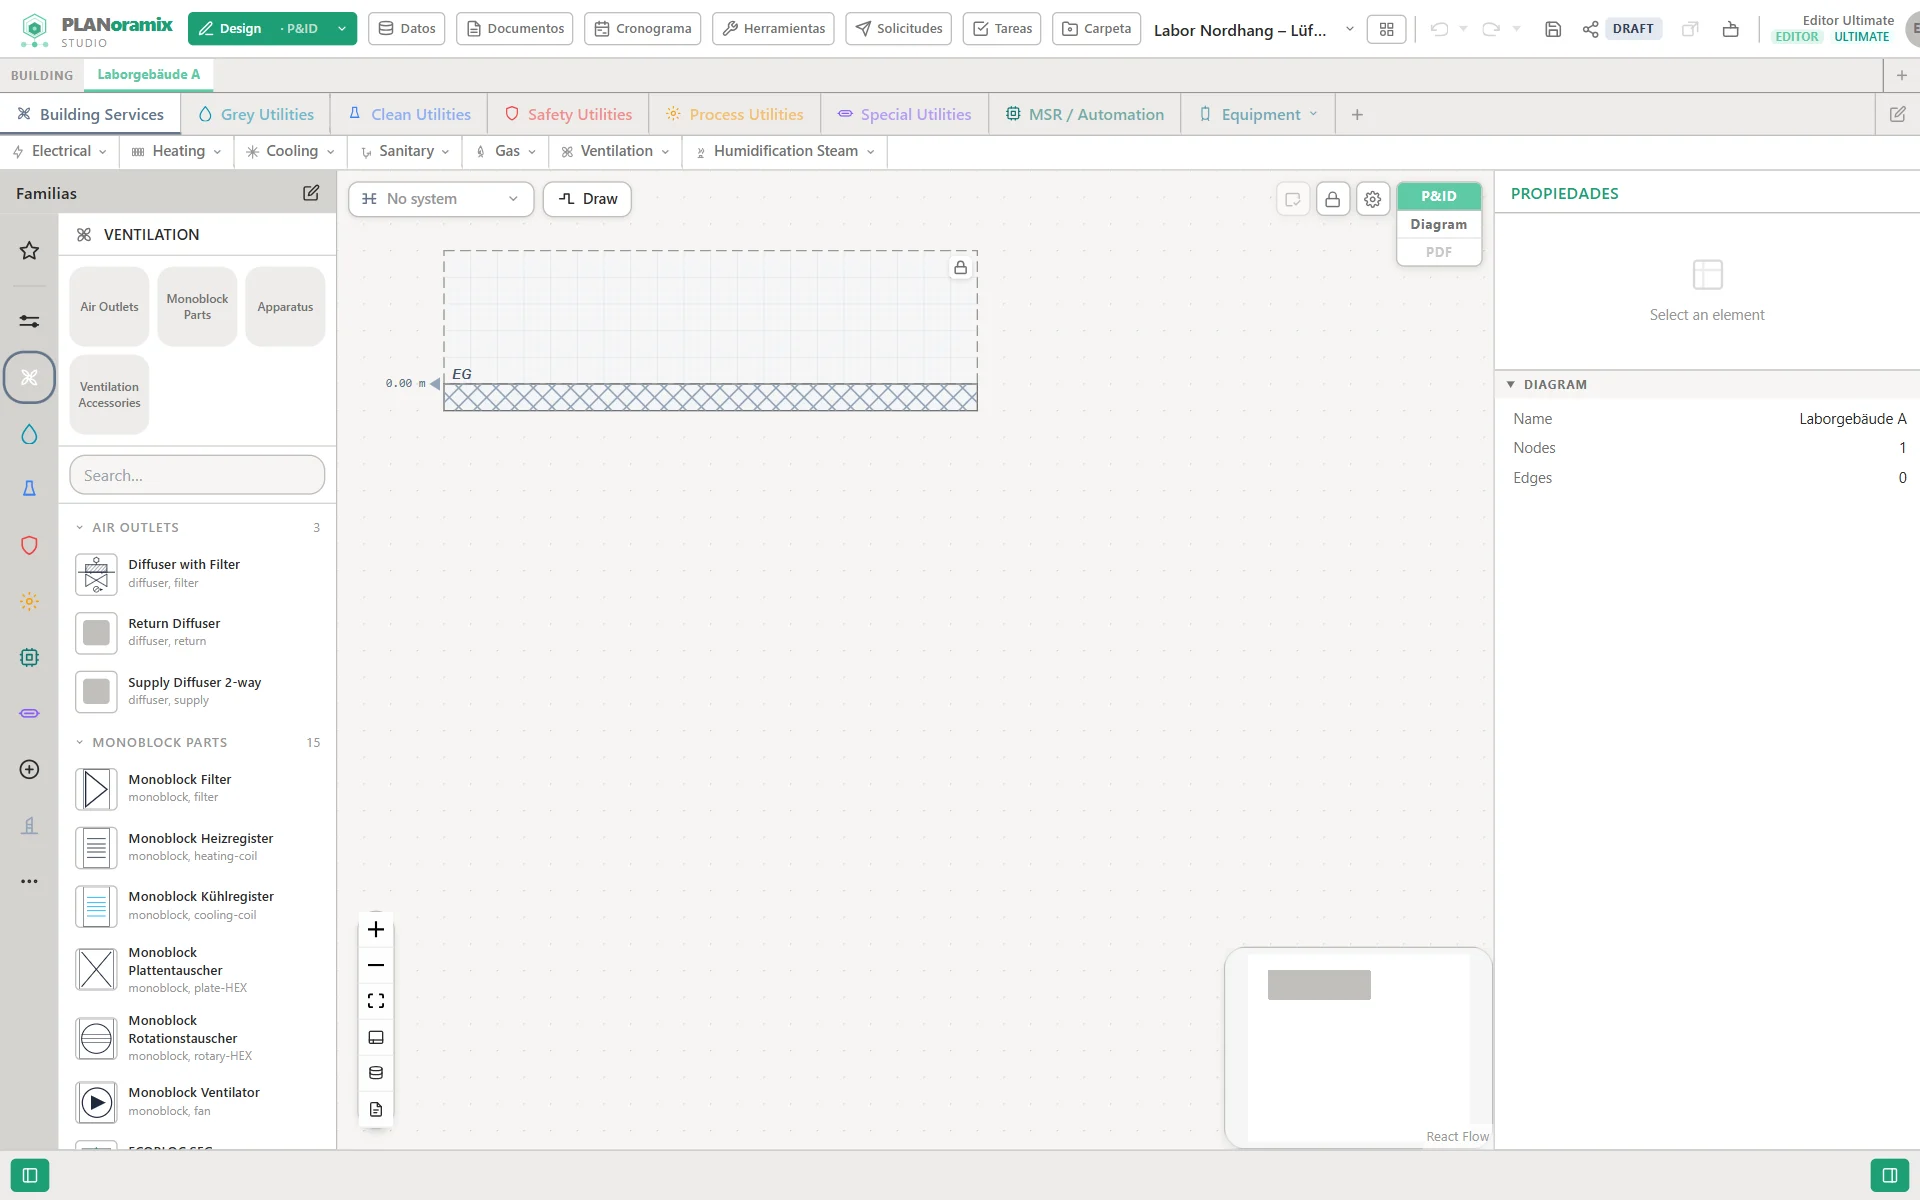 PLANoramix
STUDIO
Design · P&ID
Datos
Documentos
Cronograma
Herramientas
Solicitudes
Tareas
Carpeta
Labor Nordhang – Lüf...
DRAFT
Editor Ultimate
EDITOR ULTIMATE
BUILDING
Laborgebäude A
Building Services
Grey Utilities
Clean Utilities
Safety Utilities
Process Utilities
Special Utilities
MSR / Automation
Equipment
Electrical
Heating
Cooling
Sanitary
Gas
Ventilation
Humidification Steam
Familias
VENTILATION
Air Outlets
Monoblock
Parts
Apparatus
Ventilation
Accessories
Search...
AIR OUTLETS 3
Diffuser with Filter
diffuser, filter
Return Diffuser
diffuser, return
Supply Diffuser 2-way
diffuser, supply
MONOBLOCK PARTS 15
Monoblock Filter
monoblock, filter
Monoblock Heizregister
monoblock, heating-coil
Monoblock Kühlregister
monoblock, cooling-coil
Monoblock
Plattentauscher
monoblock, plate-HEX
Monoblock
Rotationstauscher
monoblock, rotary-HEX
Monoblock Ventilator
monoblock, fan
No system
Draw
P&ID
Diagram
PDF
EG
0.00 m
React Flow
PROPIEDADES
Select an element
DIAGRAM
Name Laborgebäude A
Nodes 1
Edges 0